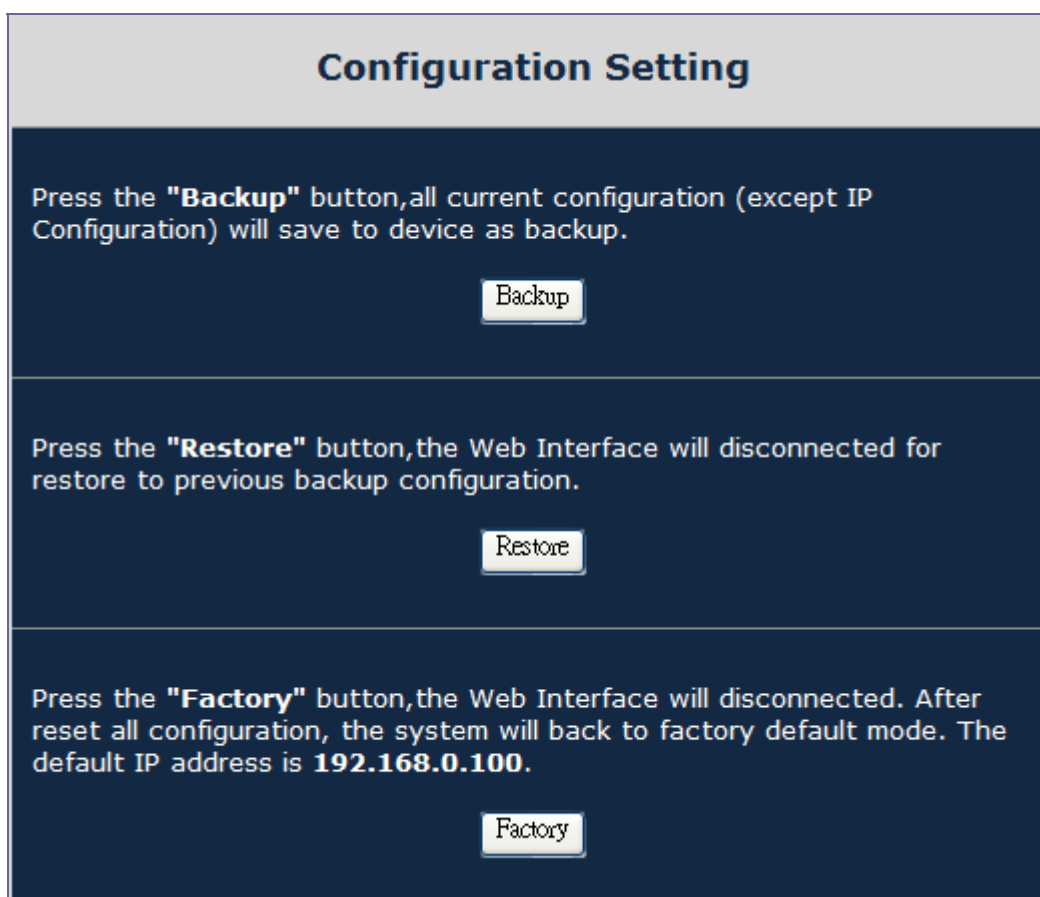 Configuration Setting
Press the "Backup" button,all current configuration (except IP
Configuration) will save to device as backup.
Backup
Press the "Restore" button,the Web Interface will disconnected for
restore to previous backup configuration.
Restore
Press the "Factory" button,the Web Interface will disconnected. After
reset all configuration, the system will back to factory default mode. The
default IP address is 192.168.0.100.
Factory